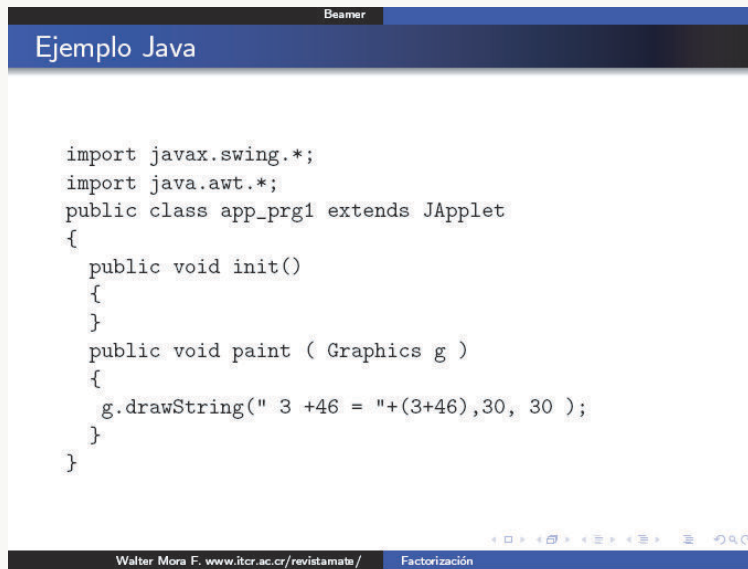 Beamer
Ejemplo Java
import javax.swing.*;
import java.awt.*;
public class app_prg1 extends JApplet
{
public void init()
{
}
public void paint ( Graphics g )
{
g.drawString(" 3 +46 = "+(3+46),30, 30 );
}
}
Walter Mora F. www.itcr.ac.cr/revistamate/ Factorización